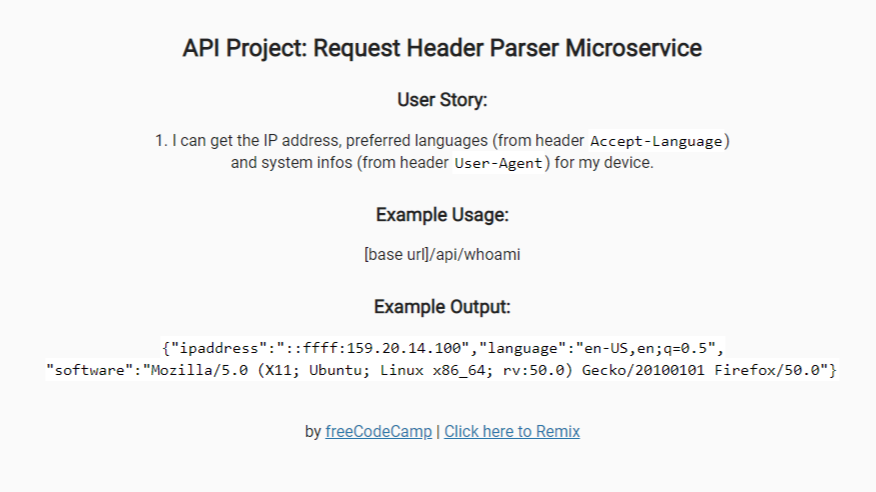 API Project: Request Header Parser Microservice
User Story:
1. I can get the IP address, preferred languages (from header Accept-Language)
and system infos (from header User-Agent) for my device.
Example Usage:
[base url]/api/whoami
Example Output:
{"ipaddress":"::ffff:159.20.14.100","language":"en-US,en;q=0.5",
"software":"Mozilla/5.0 (X11; Ubuntu; Linux x86_64; rv:50.0) Gecko/20100101 Firefox/50.0"}
by freeCodeCamp | Click here to Remix